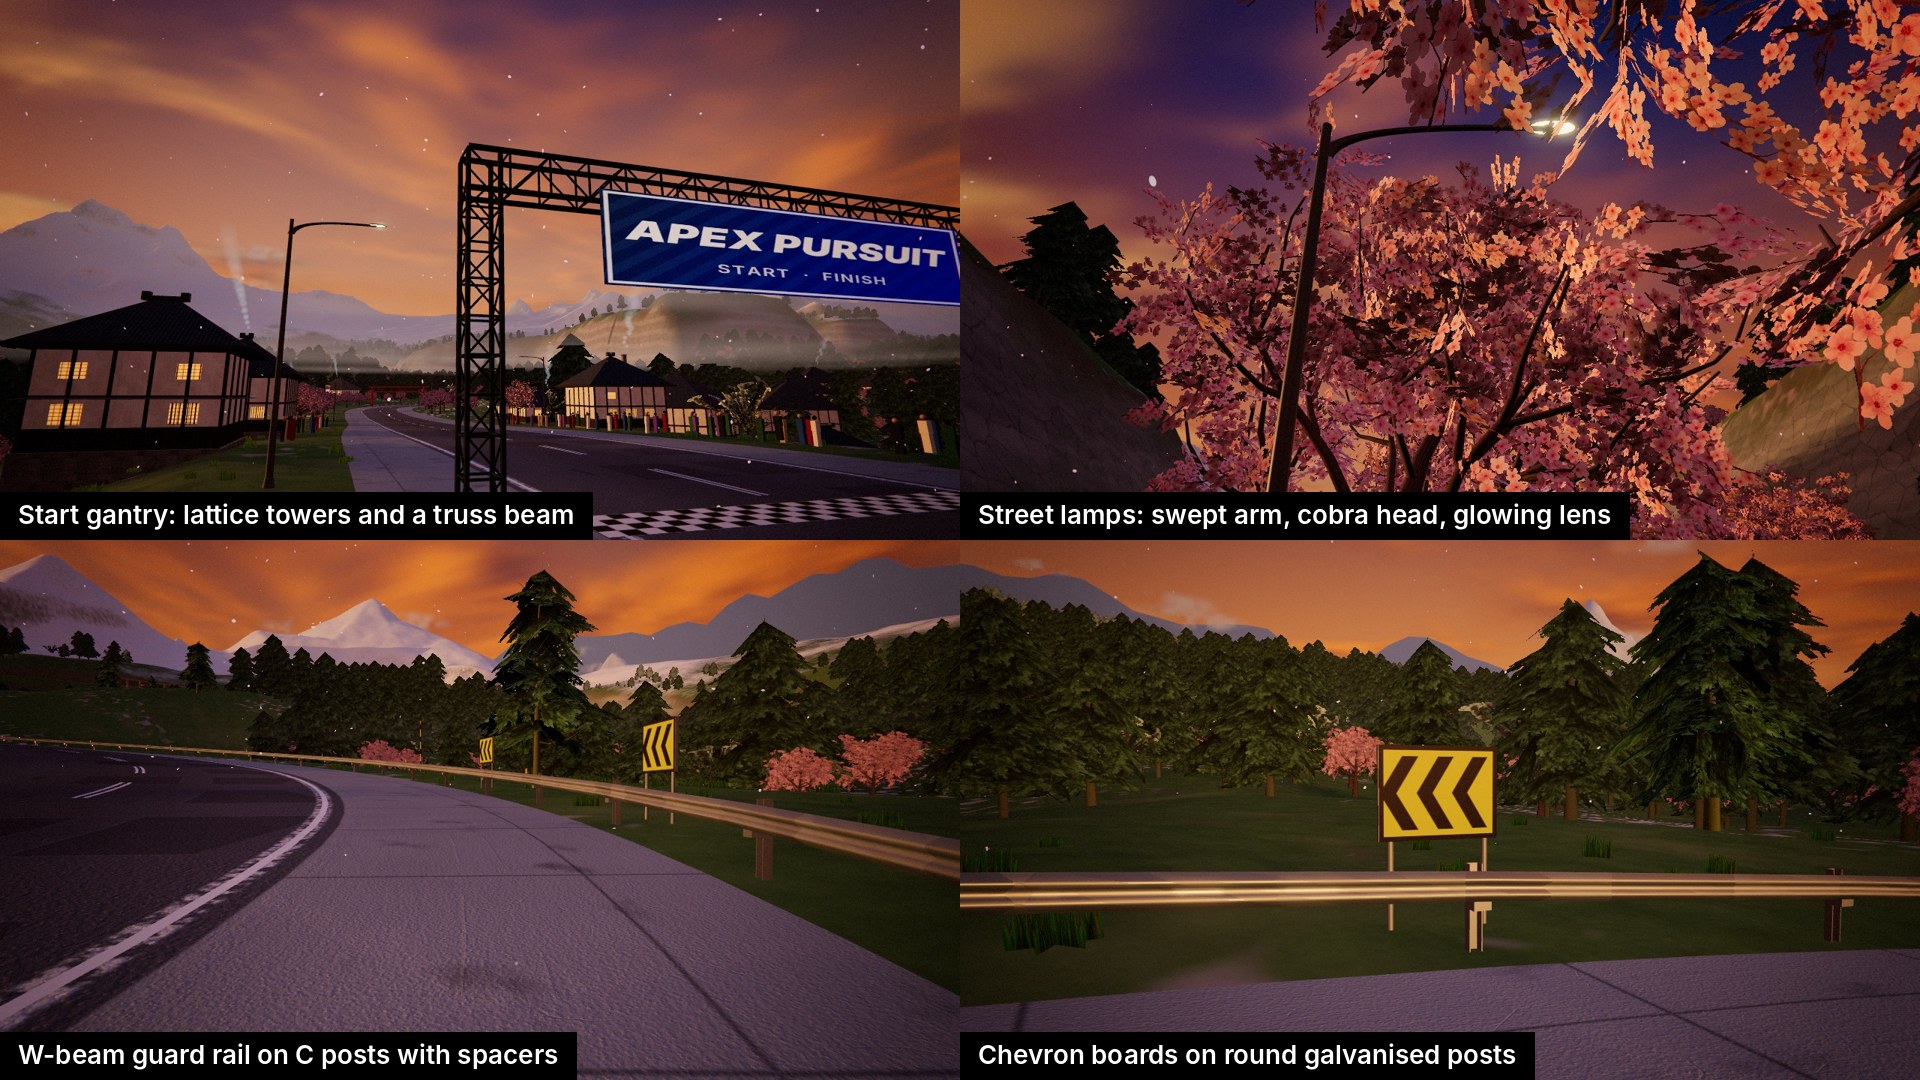 APEX PURSUIT
START · FINISH
Start gantry: lattice towers and a truss beam
Street lamps: swept arm, cobra head, glowing lens
W-beam guard rail on C posts with spacers
Chevron boards on round galvanised posts